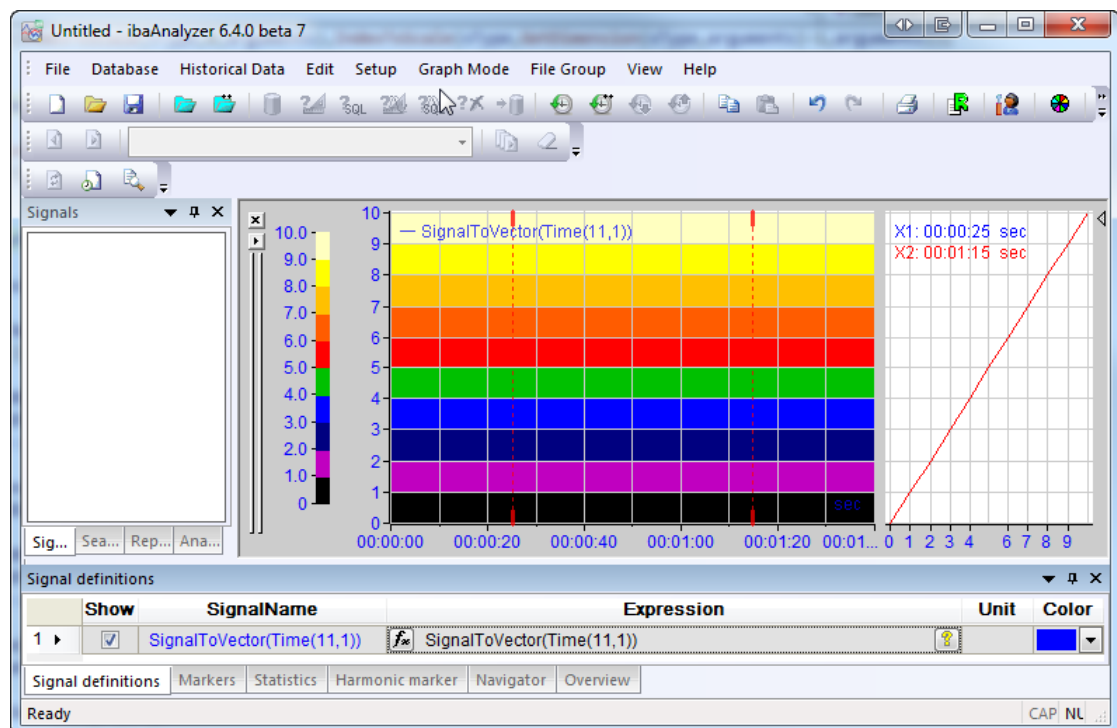 Untitled - ibaAnalyzer 6.4.0 beta 7
File Database Historical Data Edit Setup Graph Mode File Group View Help
SQL
Signals
10.0
9.0
8.0
7.0
6.0
5.0
4.0
3.0
2.0
1.0
0
10
9
8
7
6
5
4
3
2
1
0
SignalToVector(Time(11,1))
sec
00:00:00 00:00:20 00:00:40 00:01:00 00:01:20 00:01...
X1: 00:00:25 sec
X2: 00:01:15 sec
0 1 2 3 4 6 7 8 9
Sig... Sea... Rep... Ana...
Signal definitions
Show SignalName Expression Unit Color
1 SignalToVector(Time(11,1)) fx SignalToVector(Time(11,1))
Signal definitions Markers Statistics Harmonic marker Navigator Overview
Ready CAP NU